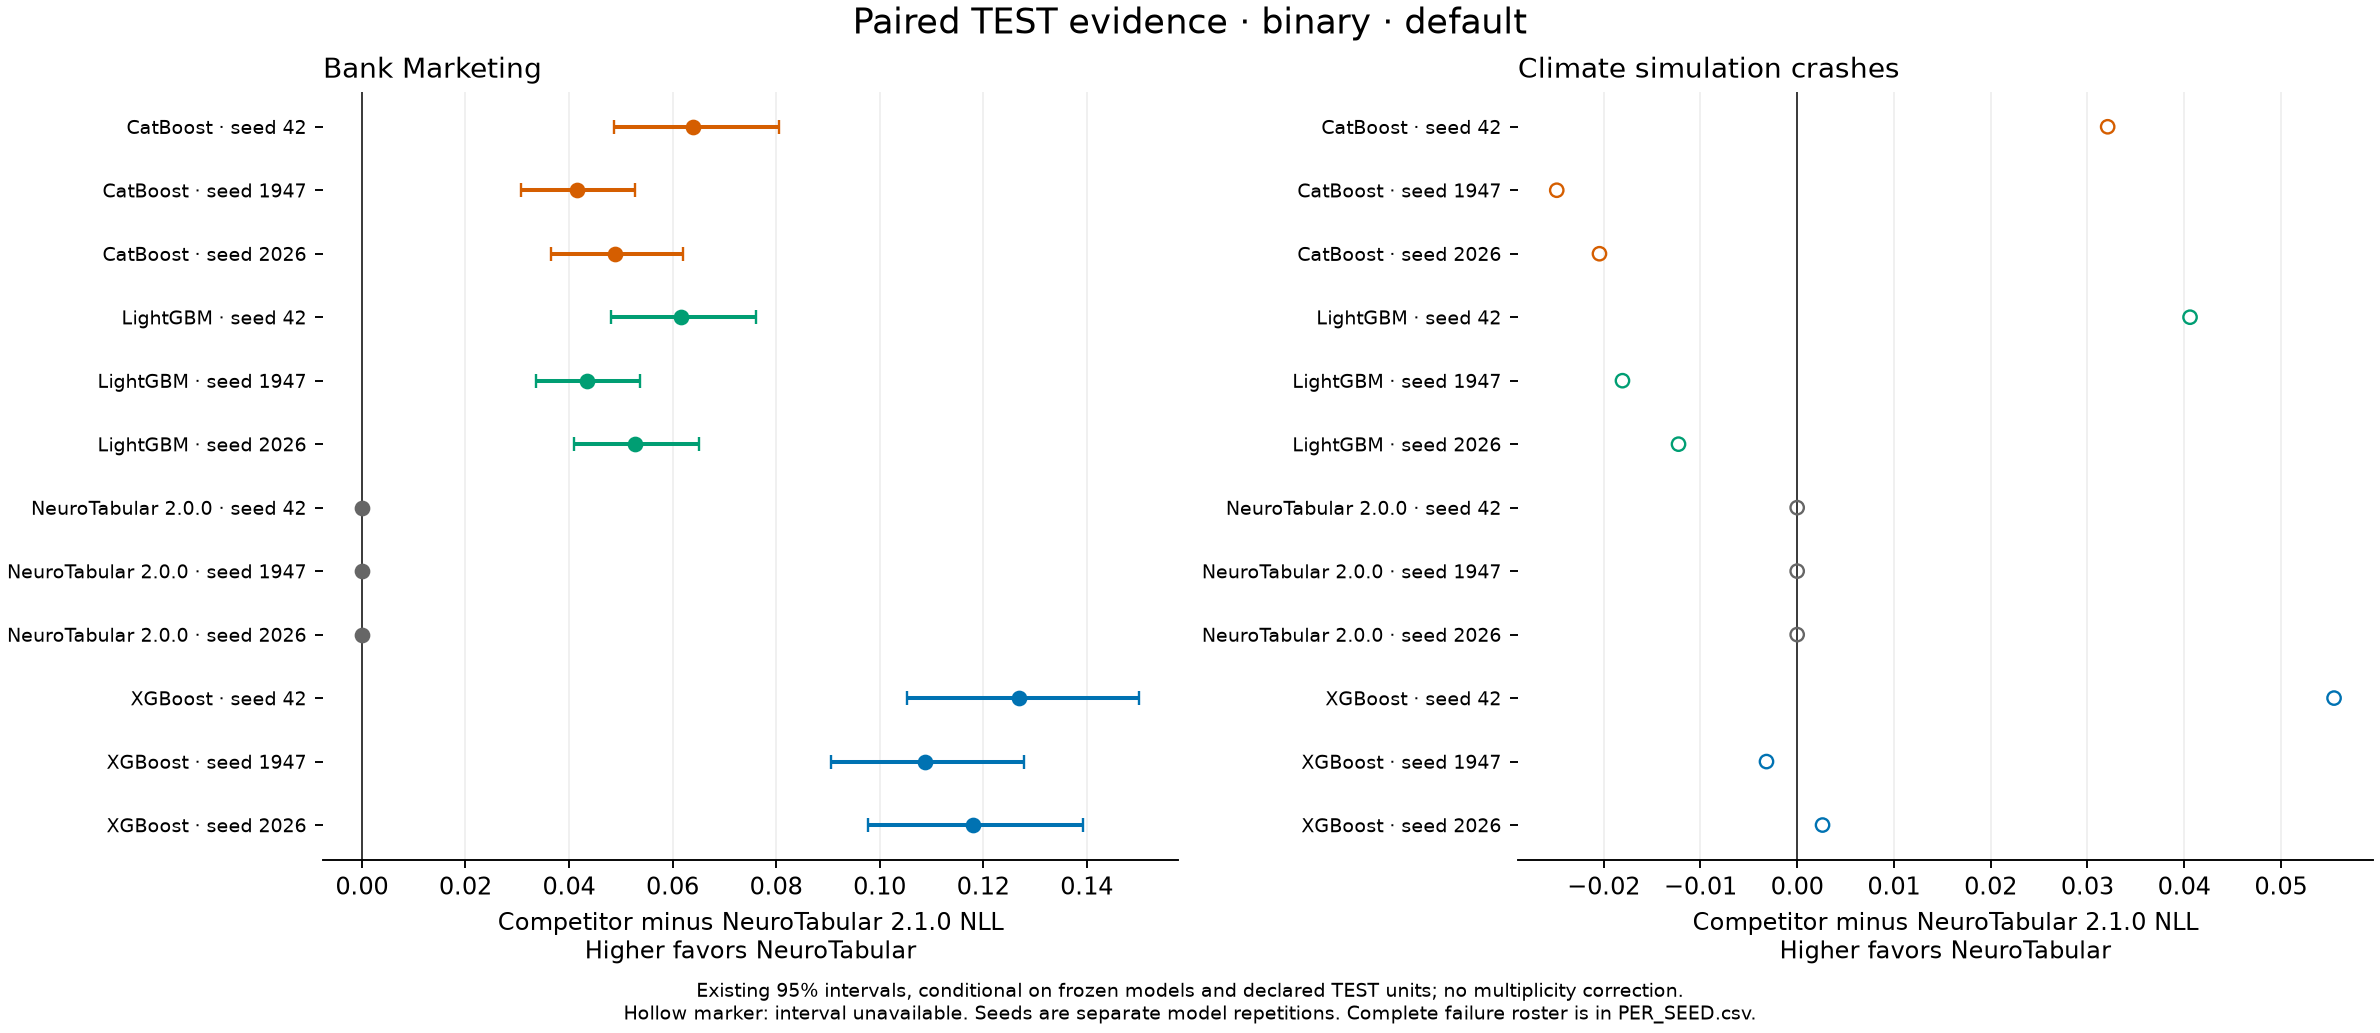 Paired TEST evidence · binary · default
Bank Marketing
CatBoost · seed 42
CatBoost · seed 1947
CatBoost · seed 2026
LightGBM · seed 42
LightGBM · seed 1947
LightGBM · seed 2026
NeuroTabular 2.0.0 · seed 42
NeuroTabular 2.0.0 · seed 1947
NeuroTabular 2.0.0 · seed 2026
XGBoost · seed 42
XGBoost · seed 1947
XGBoost · seed 2026
0.00 0.02 0.04 0.06 0.08 0.10 0.12 0.14
Competitor minus NeuroTabular 2.1.0 NLL
Higher favors NeuroTabular
Climate simulation crashes
CatBoost · seed 42
CatBoost · seed 1947
CatBoost · seed 2026
LightGBM · seed 42
LightGBM · seed 1947
LightGBM · seed 2026
NeuroTabular 2.0.0 · seed 42
NeuroTabular 2.0.0 · seed 1947
NeuroTabular 2.0.0 · seed 2026
XGBoost · seed 42
XGBoost · seed 1947
XGBoost · seed 2026
−0.02 −0.01 0.00 0.01 0.02 0.03 0.04 0.05
Competitor minus NeuroTabular 2.1.0 NLL
Higher favors NeuroTabular
Existing 95% intervals, conditional on frozen models and declared TEST units; no multiplicity correction.
Hollow marker: interval unavailable. Seeds are separate model repetitions. Complete failure roster is in PER_SEED.csv.